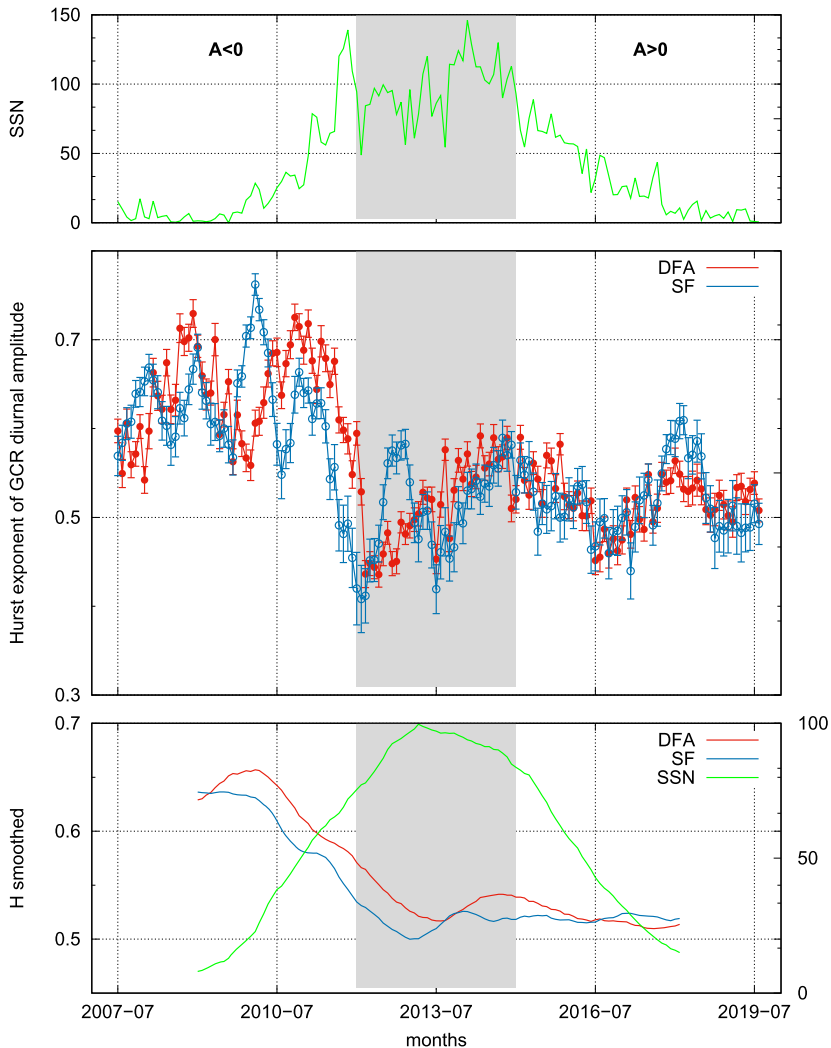 150
100
50
0
SSN
A<0
A>0
0.7
0.5
0.3
Hurst exponent of GCR diurnal amplitude
DFA
SF
0.7
0.6
0.5
H smoothed
DFA
SF
SSN
100
50
0
2007−07
2010−07
2013−07
2016−07
2019−07
months